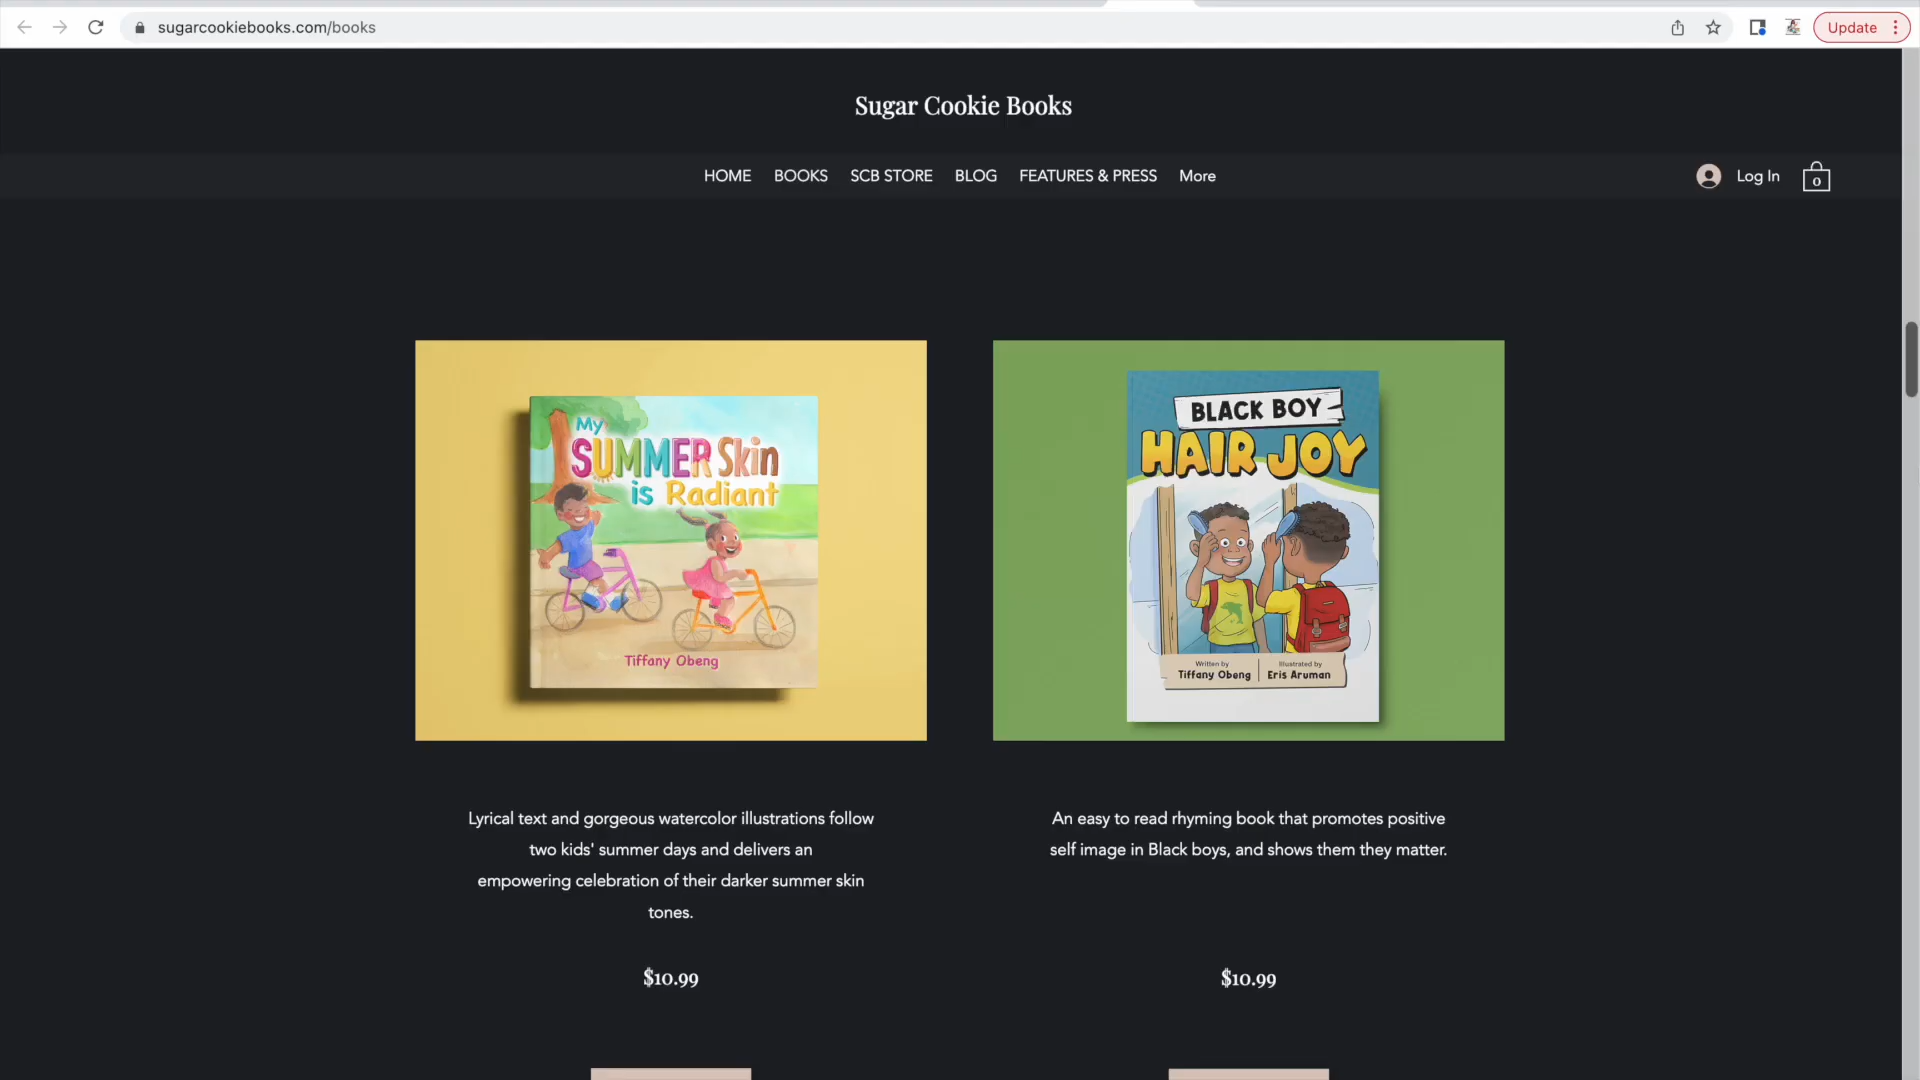 sugarcookiebooks.com/books
Update
Sugar Cookie Books
HOME BOOKS SCB STORE BLOG FEATURES & PRESS More
Log In
0
My
SUMMER Skin
is Radiant
Tiffany Obeng
BLACK BOY
HAIR JOY
Written by
Tiffany Obeng
Illustrated by
Eris Aruman
Lyrical text and gorgeous watercolor illustrations follow
two kids' summer days and delivers an
empowering celebration of their darker summer skin
tones.
$10.99
An easy to read rhyming book that promotes positive
self image in Black boys, and shows them they matter.
$10.99